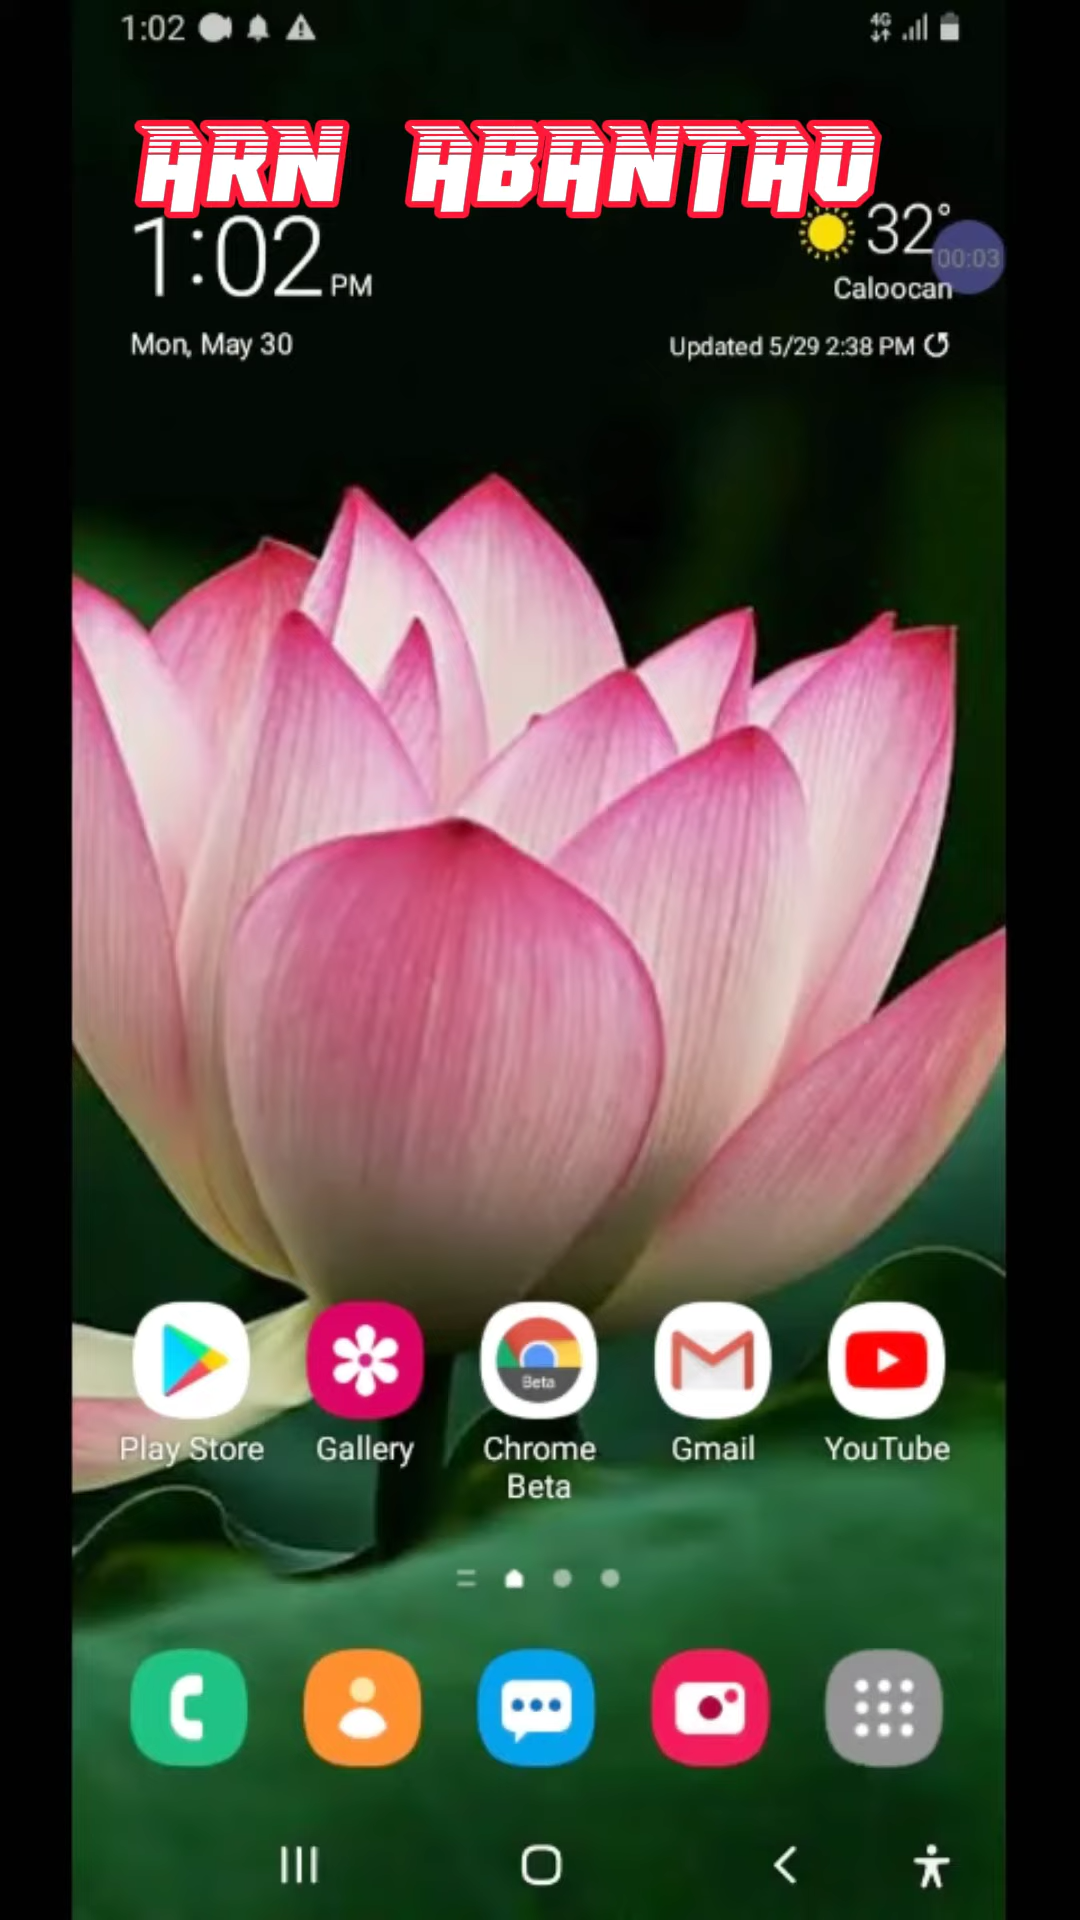 1:02
4G
ARN ABANTAO
1:02 PM
32°
00:03
Caloocan
Mon, May 30
Updated 5/29 2:38 PM
Beta
Play Store
Gallery
Chrome Beta
Gmail
YouTube